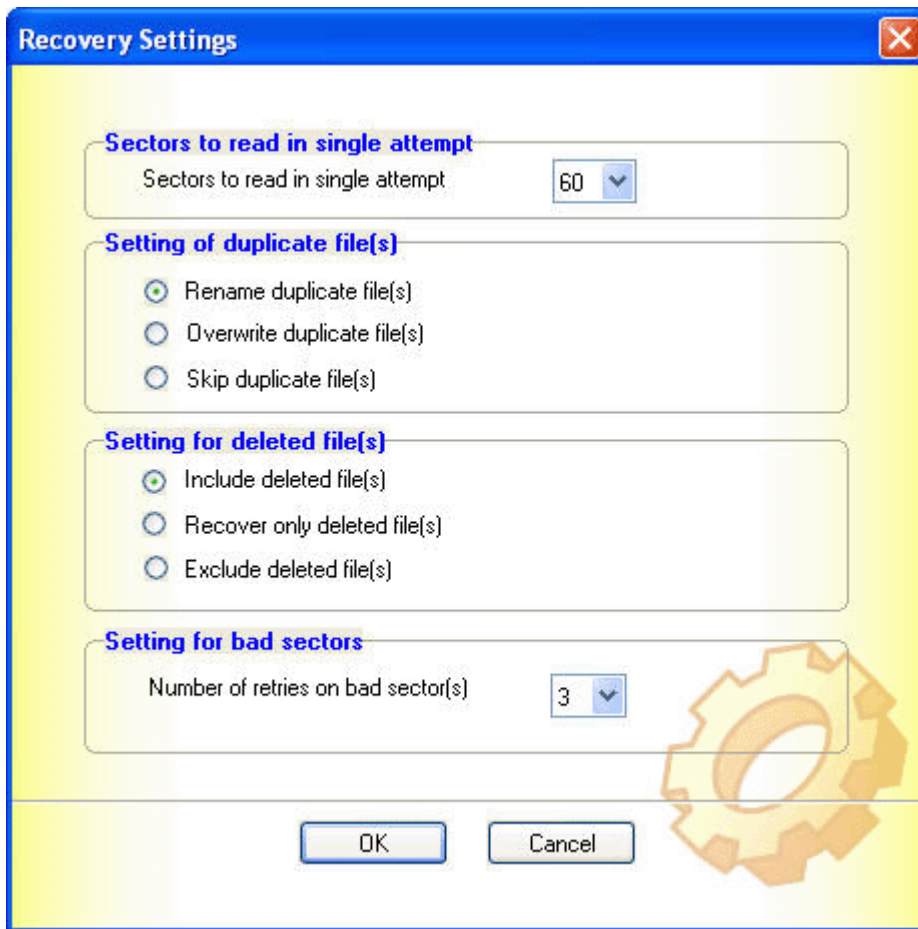 Recovery Settings
Sectors to read in single attempt
Sectors to read in single attempt 60
Setting of duplicate file(s)
Rename duplicate file(s)
Overwrite duplicate file(s)
Skip duplicate file(s)
Setting for deleted file(s)
Include deleted file(s)
Recover only deleted file(s)
Exclude deleted file(s)
Setting for bad sectors
Number of retries on bad sector(s) 3
OK Cancel